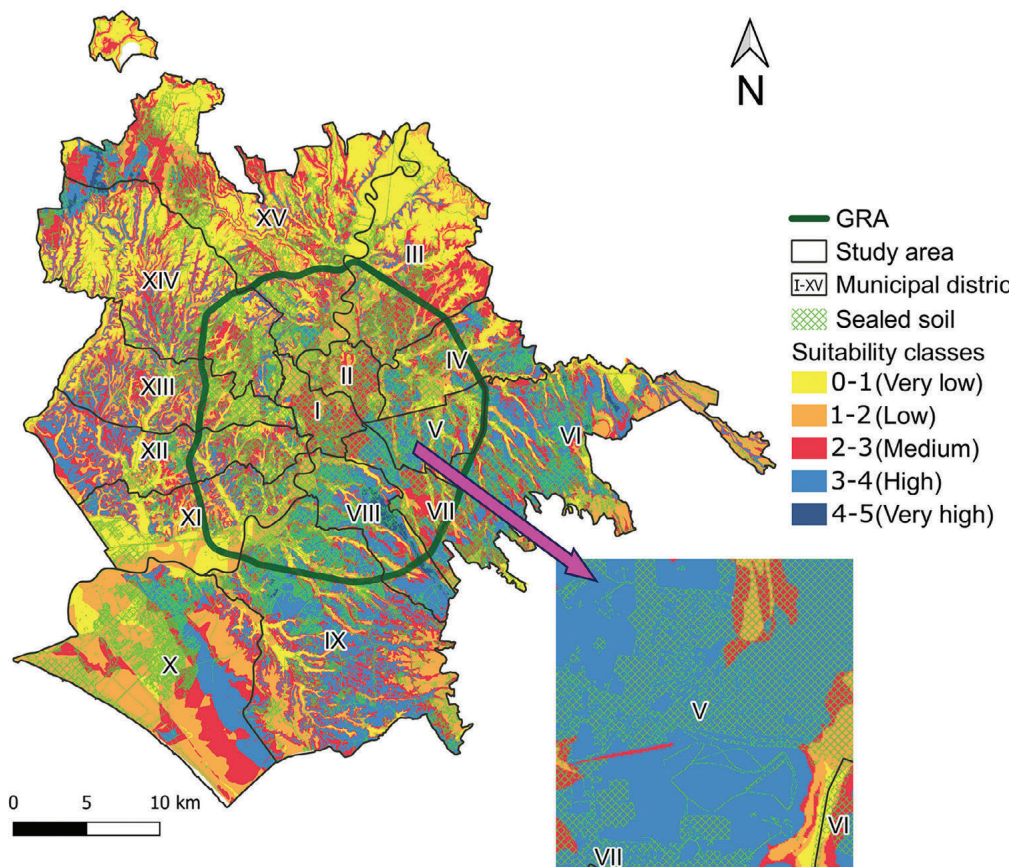 N
GRA
Study area
I-XV Municipal distric
Sealed soil
Suitability classes
0-1(Very low)
1-2(Low)
2-3(Medium)
3-4(High)
4-5(Very high)
XV
III
XIV
IV
II
XIII
I
V
VI
XII
VII
XI
VIII
IX
X
V
VI
VII
0 5 10 km